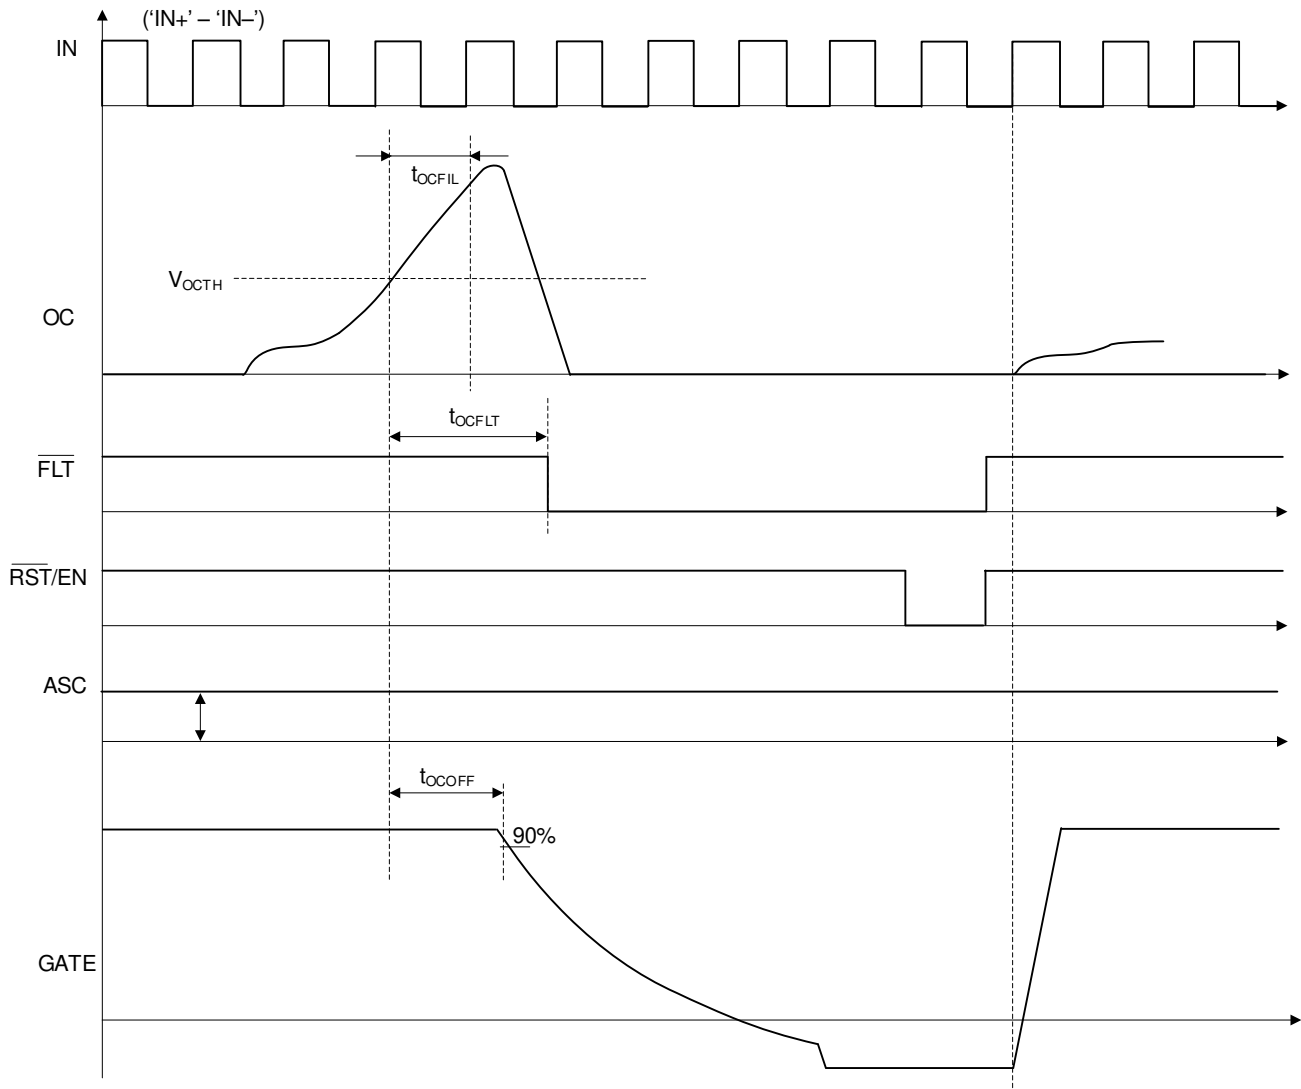 ('IN+' – 'IN–')
IN
tOCFIL
VOCTH
OC
tOCFLT
FLT
RST/EN
ASC
tOCOFF
90%
GATE